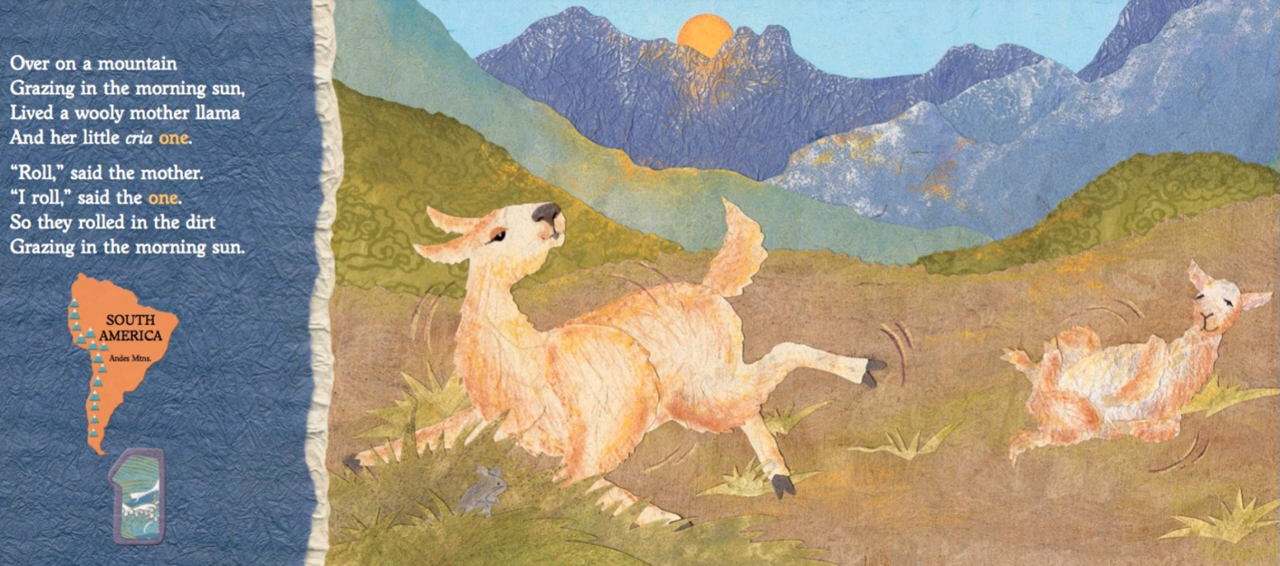 Over on a mountain
Grazing in the morning sun,
Lived a wooly mother llama
And her little cria one.
“Roll,” said the mother.
“I roll,” said the one.
So they rolled in the dirt
Grazing in the morning sun.
SOUTH
AMERICA
Andes Mtns.
1